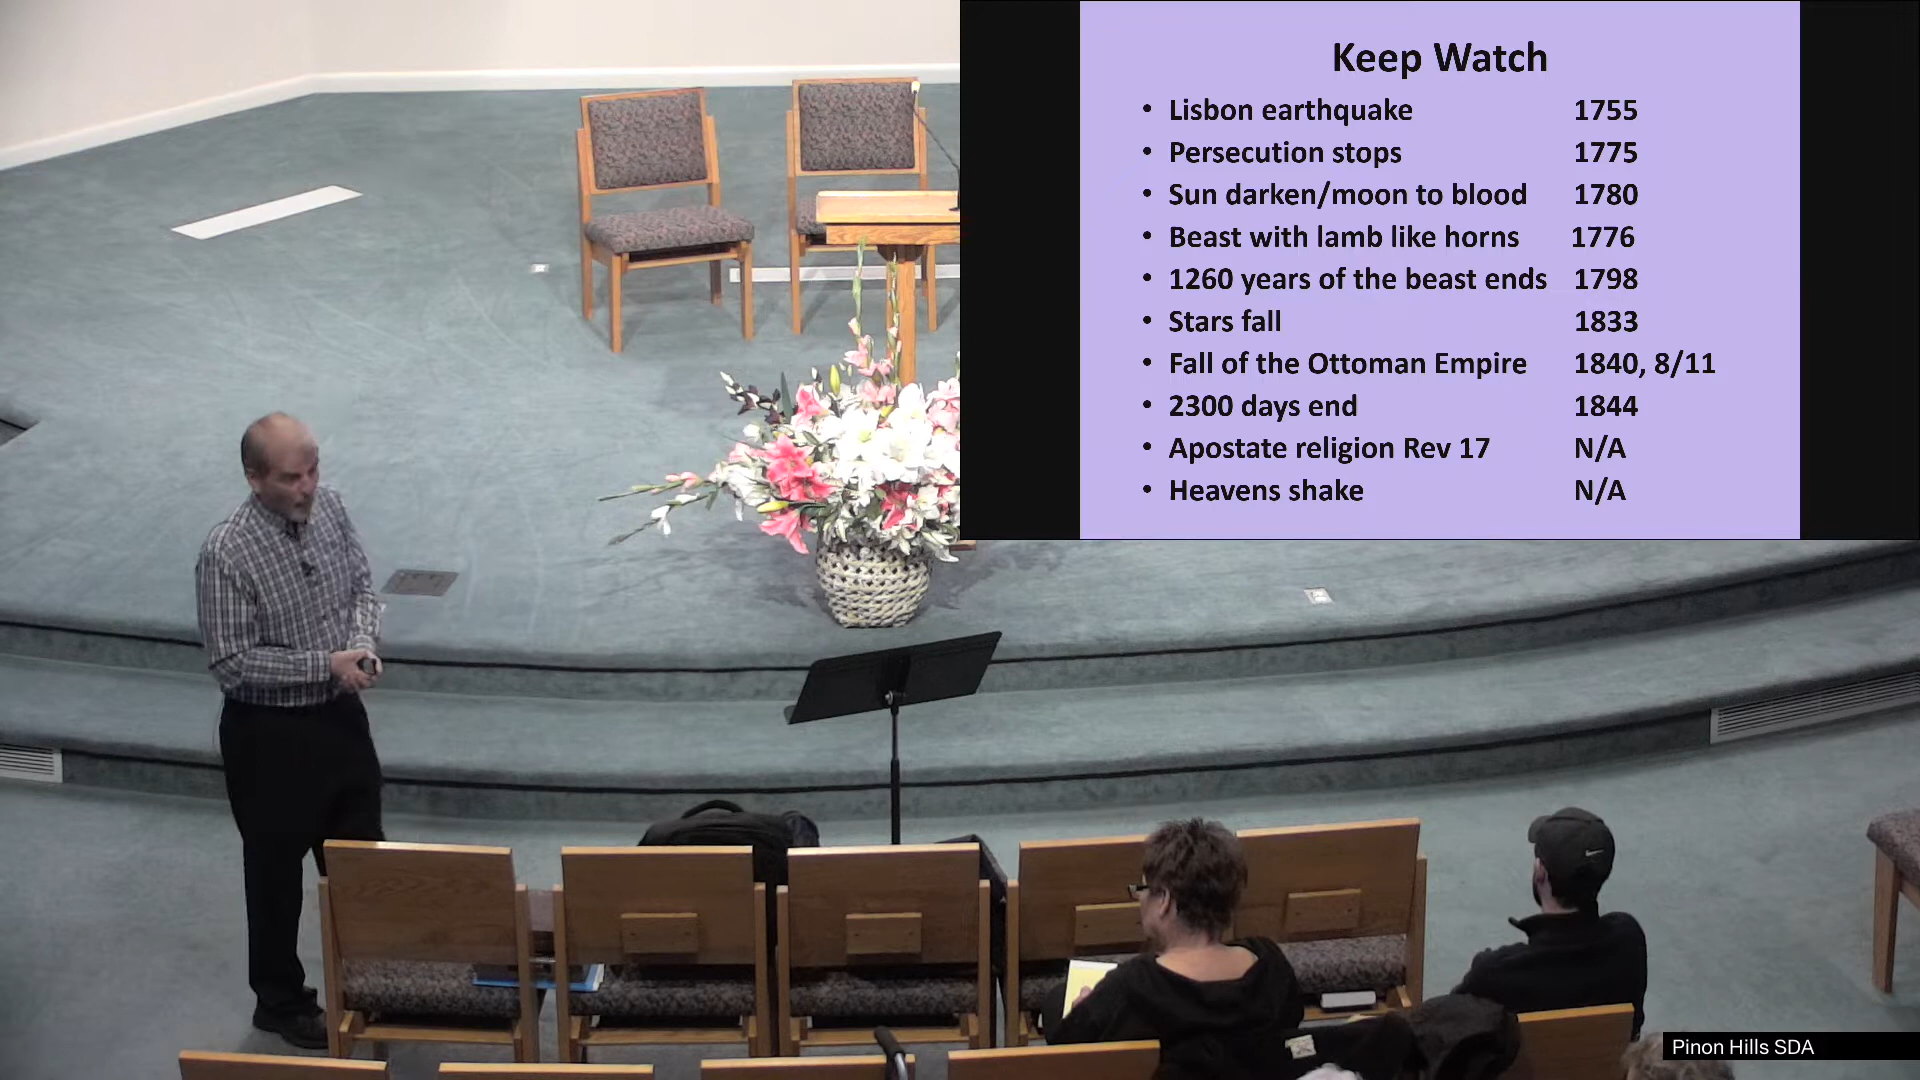 Keep Watch
• Lisbon earthquake 1755
• Persecution stops 1775
• Sun darken/moon to blood 1780
• Beast with lamb like horns 1776
• 1260 years of the beast ends 1798
• Stars fall 1833
• Fall of the Ottoman Empire 1840, 8/11
• 2300 days end 1844
• Apostate religion Rev 17 N/A
• Heavens shake N/A
Pinon Hills SDA